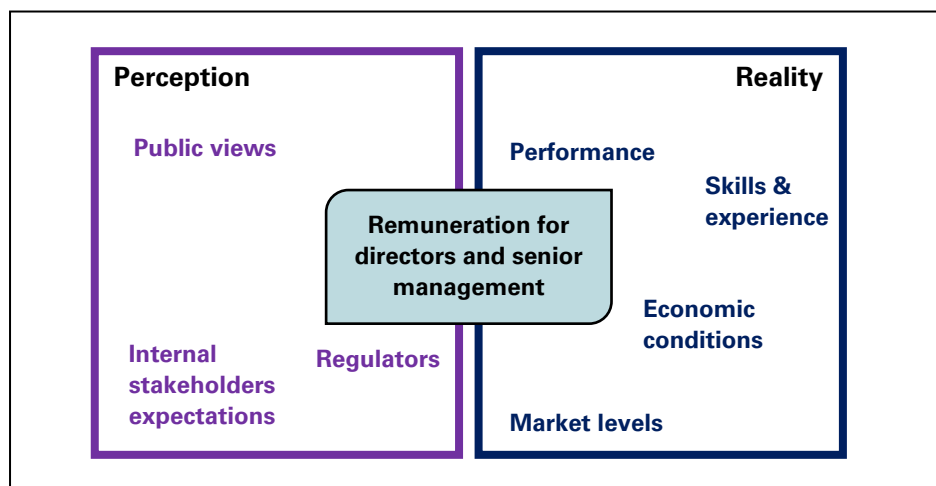 Perception
Public views
Internal
stakeholders
expectations
Regulators
Remuneration for
directors and senior
management
Reality
Performance
Skills &
experience
Economic
conditions
Market levels